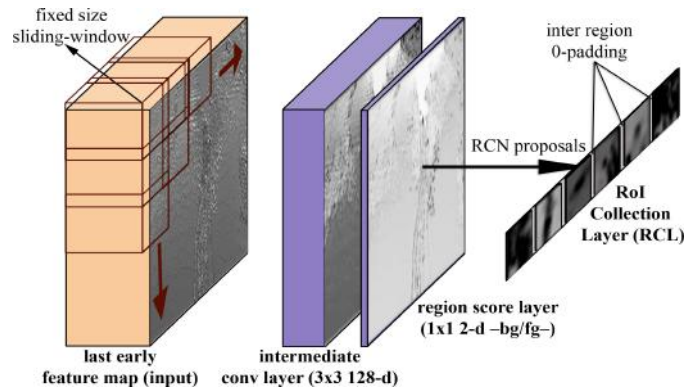 fixed size
sliding-window
inter region
0-padding
RCN proposals
RoI
Collection
Layer (RCL)
region score layer
(1x1 2-d –bg/fg–)
last early
feature map (input)
intermediate
conv layer (3x3 128-d)